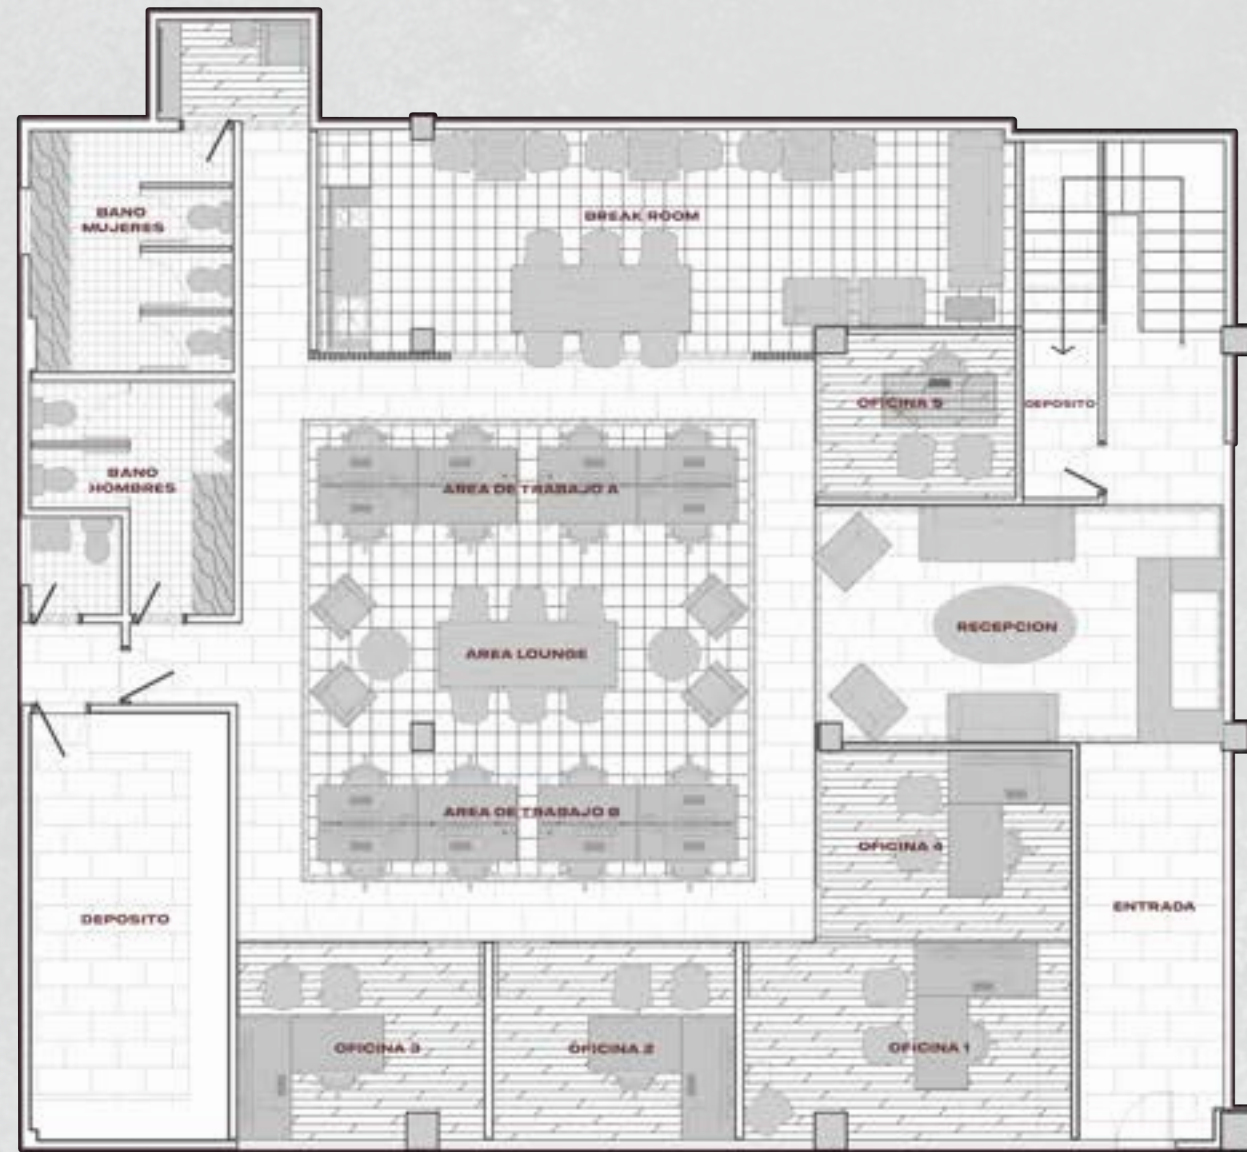 BANO
MUJERES
BREAK ROOM
OFICINA 5
DEPOSITO
BANO
HOMBRES
AREA DE TRABAJO A
AREA LOUNGE
RECEPCION
AREA DE TRABAJO B
OFICINA 4
DEPOSITO
ENTRADA
OFICINA 3
OFICINA 2
OFICINA 1